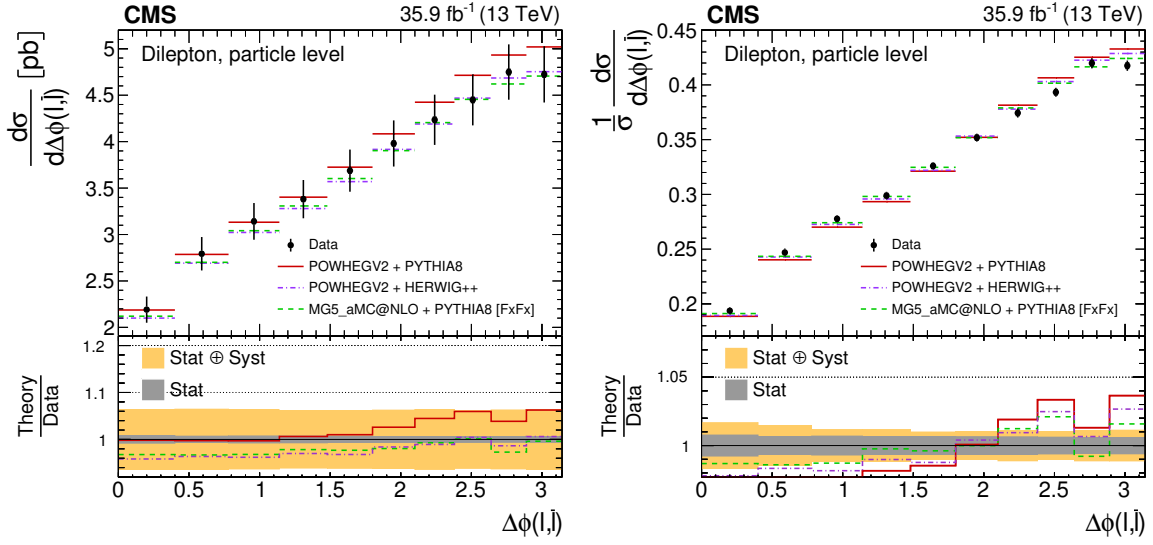 CMS
35.9 fb⁻¹ (13 TeV)
Dilepton, particle level
dσ / dΔϕ(l,l̄) [pb]
5
4.5
4
3.5
3
2.5
2
Data
POWHEGV2 + PYTHIA8
POWHEGV2 + HERWIG++
MG5_aMC@NLO + PYTHIA8 [FxFx]
Theory
Data
1.2
1.1
1
Stat ⊕ Syst
Stat
0 0.5 1 1.5 2 2.5 3
Δϕ(l,l̄)
CMS
35.9 fb⁻¹ (13 TeV)
Dilepton, particle level
1/σ dσ / dΔϕ(l,l̄)
0.45
0.4
0.35
0.3
0.25
0.2
Data
POWHEGV2 + PYTHIA8
POWHEGV2 + HERWIG++
MG5_aMC@NLO + PYTHIA8 [FxFx]
Theory
Data
1.05
1
Stat ⊕ Syst
Stat
0 0.5 1 1.5 2 2.5 3
Δϕ(l,l̄)